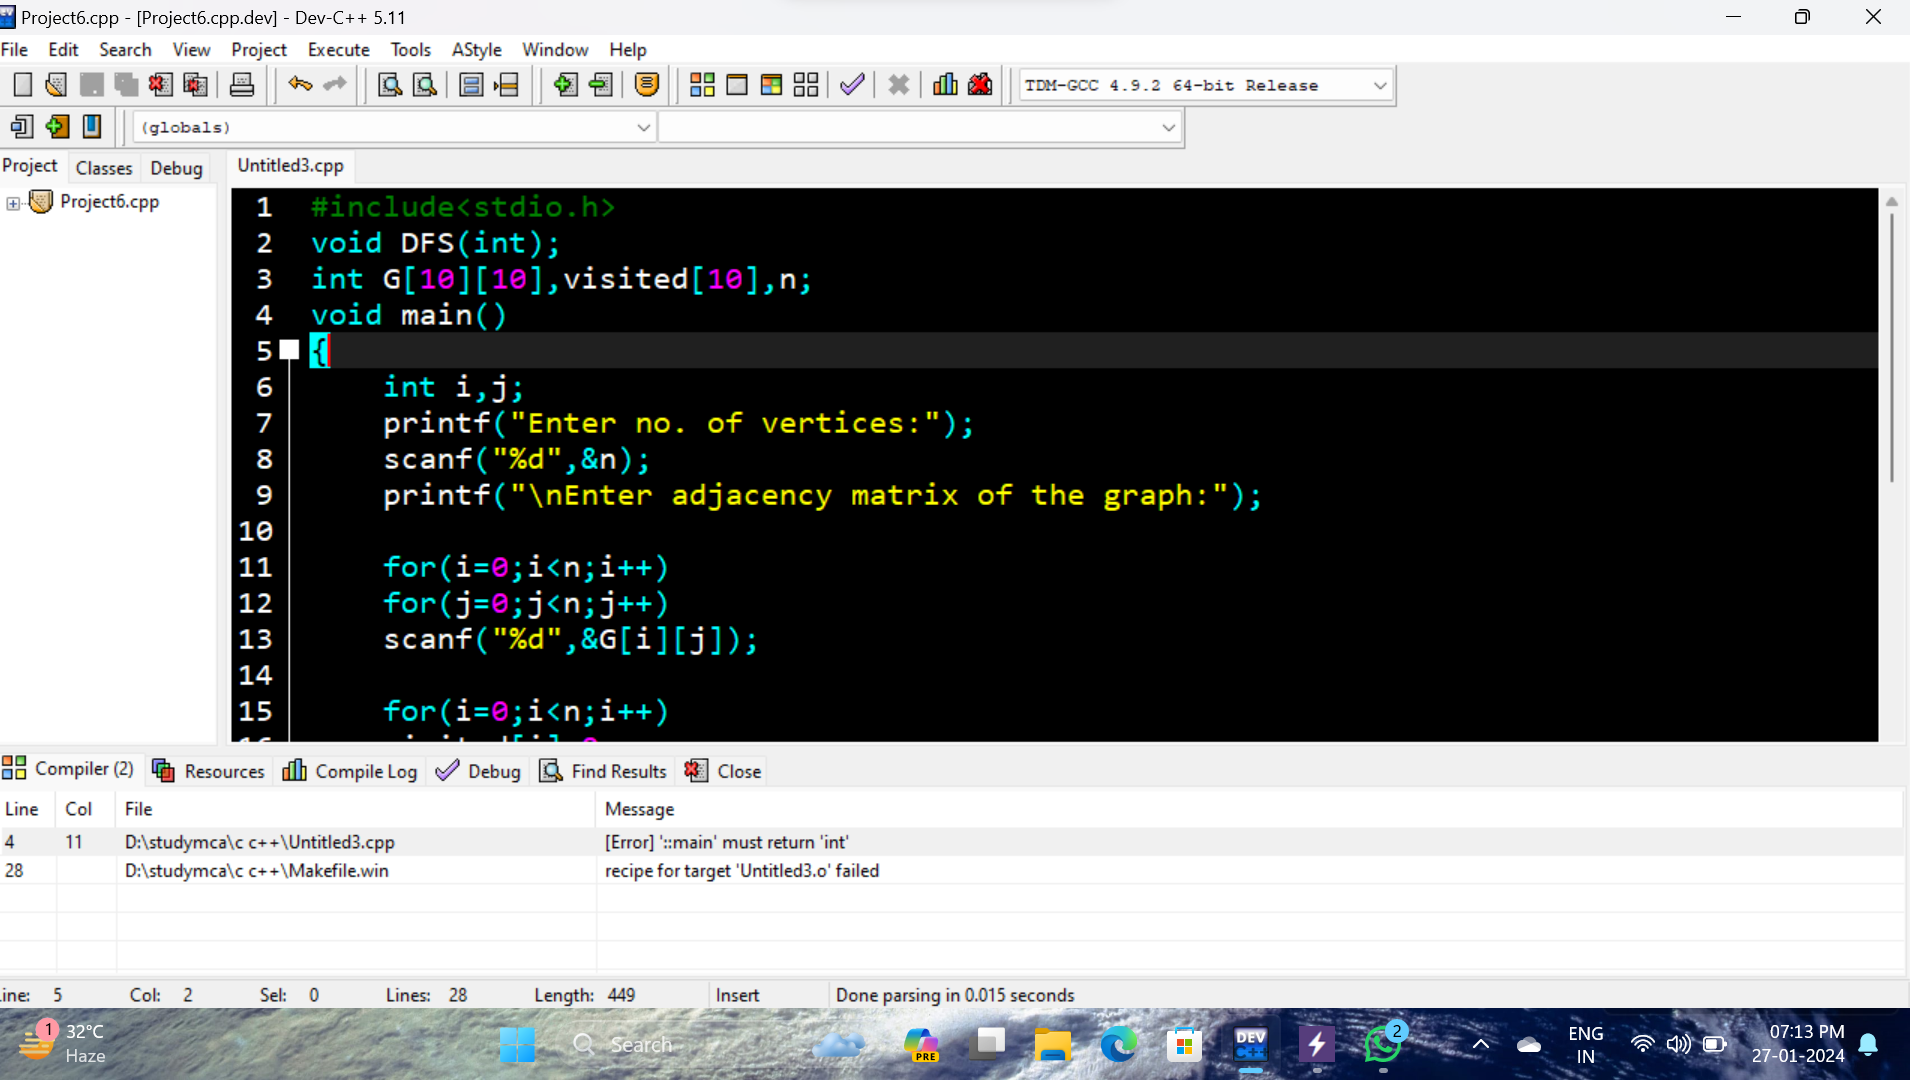 Project6.cpp - [Project6.cpp.dev] - Dev-C++ 5.11
File Edit Search View Project Execute Tools AStyle Window Help
TDM-GCC 4.9.2 64-bit Release
(globals)
Project Classes Debug Untitled3.cpp
Project6.cpp
1 #include<stdio.h>
2 void DFS(int);
3 int G[10][10],visited[10],n;
4 void main()
5 {
6 int i,j;
7 printf("Enter no. of vertices:");
8 scanf("%d",&n);
9 printf("\nEnter adjacency matrix of the graph:");
10
11 for(i=0;i<n;i++)
12 for(j=0;j<n;j++)
13 scanf("%d",&G[i][j]);
14
15 for(i=0;i<n;i++)
Compiler (2) Resources Compile Log Debug Find Results Close
Line Col File Message
4 11 D:\studymca\c c++\Untitled3.cpp [Error] '::main' must return 'int'
28 D:\studymca\c c++\Makefile.win recipe for target 'Untitled3.o' failed
ine: 5 Col: 2 Sel: 0 Lines: 28 Length: 449 Insert Done parsing in 0.015 seconds
1 32°C
Haze
Search
PRE
DEV
C++
2
ENG
IN
07:13 PM
27-01-2024